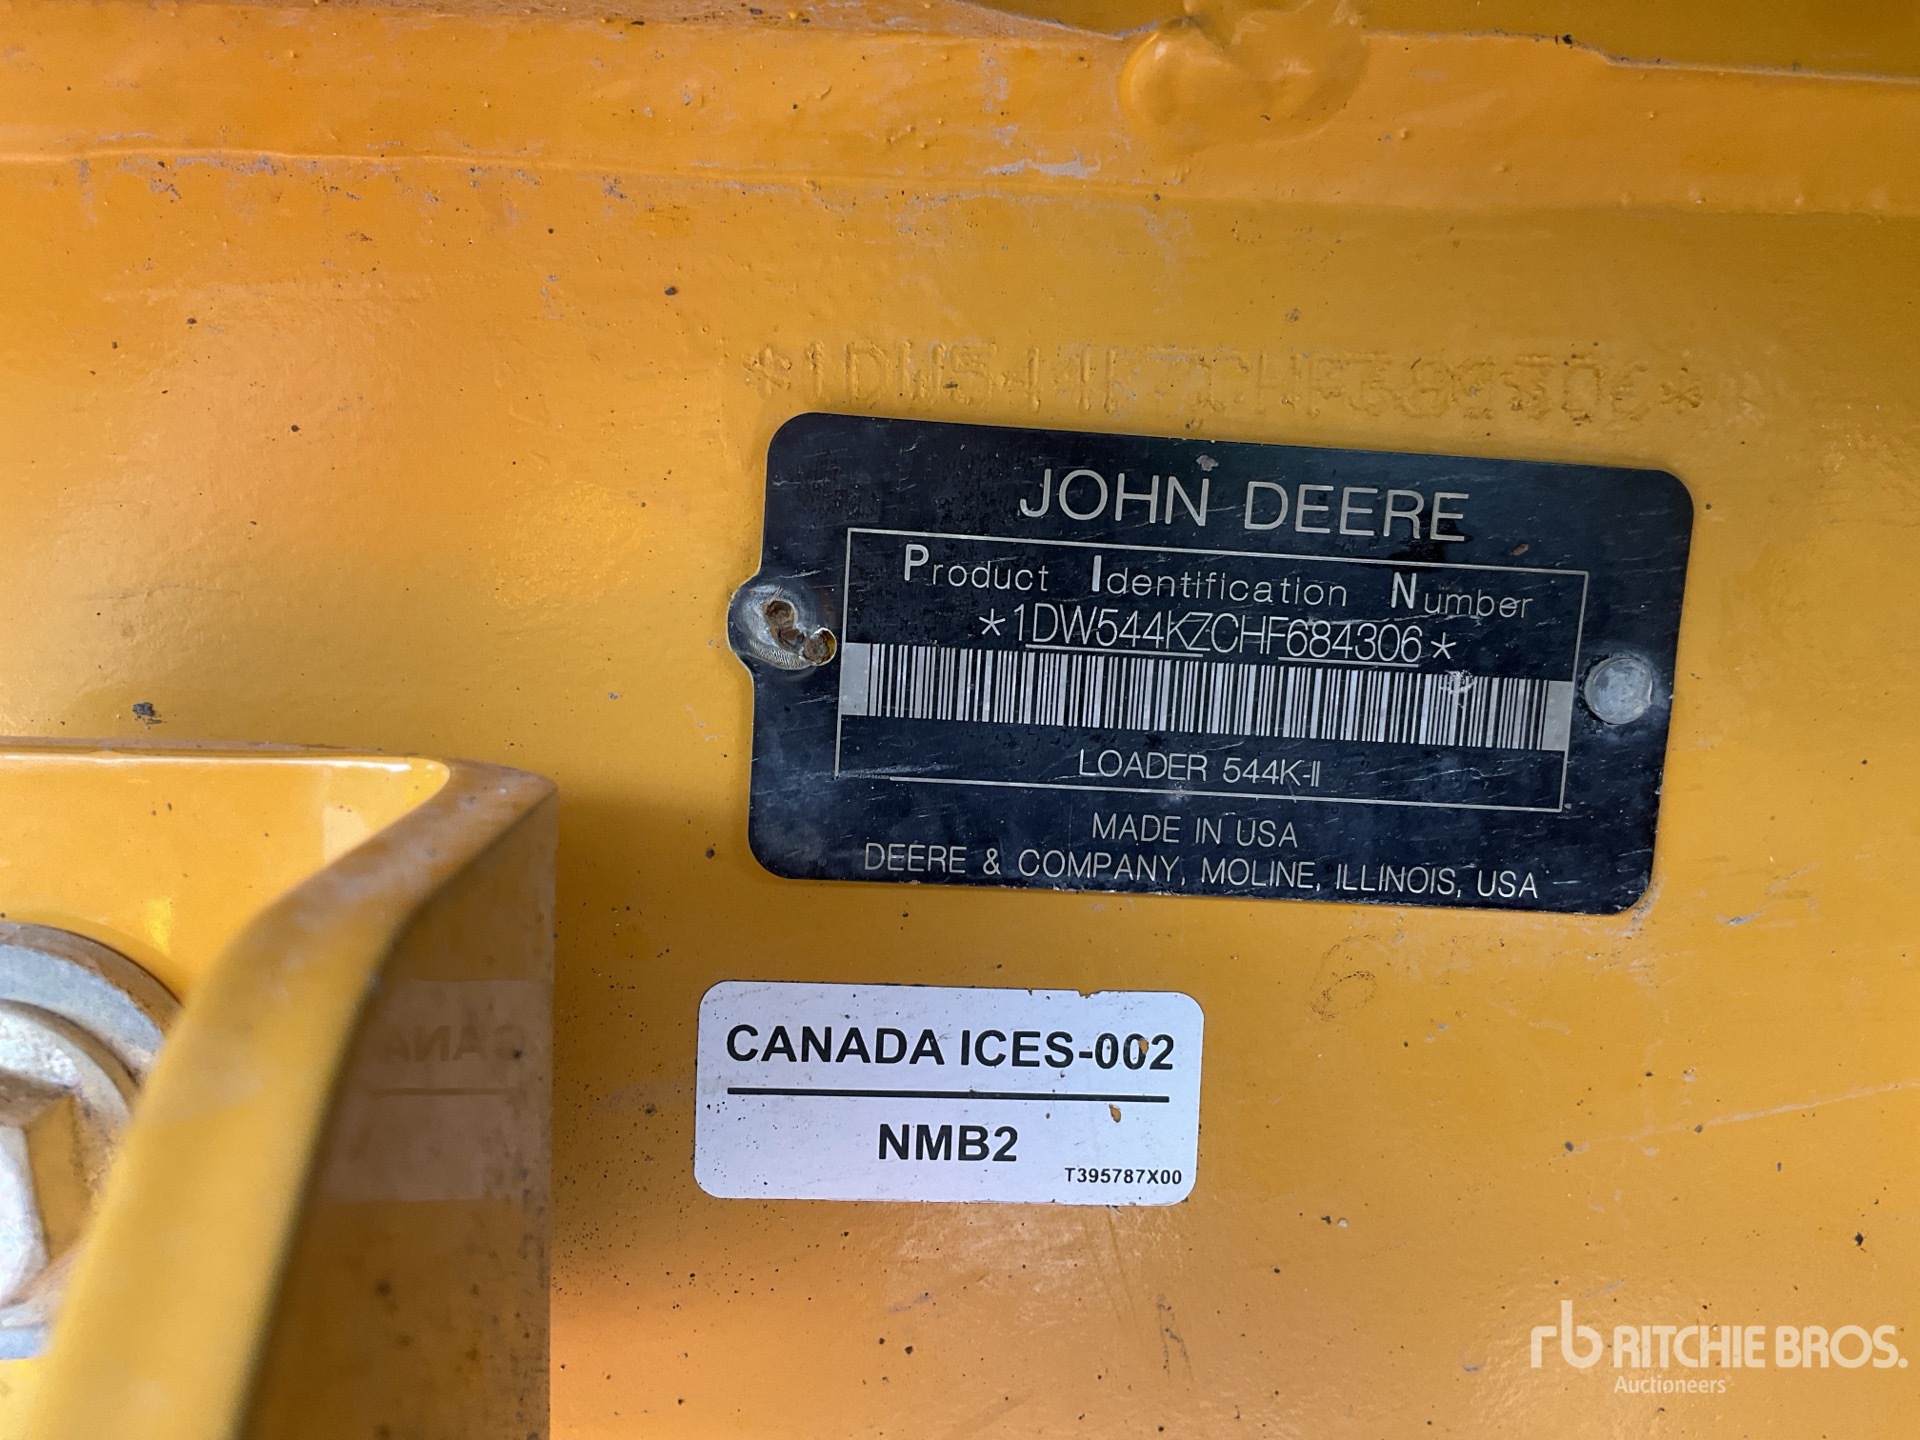 JOHN DEERE
Product Identification Number
*1DW544KZCHF684306*
LOADER 544K-II
MADE IN USA
DEERE & COMPANY, MOLINE, ILLINOIS, USA
CANADA ICES-002
NMB2
T395787X00
rb RITCHIE BROS.
Auctioneers